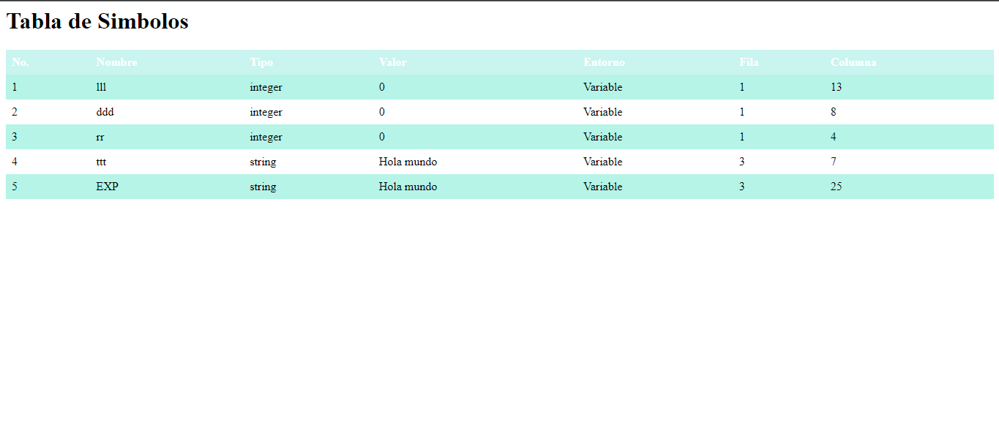 Tabla de Simbolos
No. Nombre Tipo Valor Entorno Fila Columna
1 lll integer 0 Variable 1 13
2 ddd integer 0 Variable 1 8
3 rr integer 0 Variable 1 4
4 ttt string Hola mundo Variable 3 7
5 EXP string Hola mundo Variable 3 25